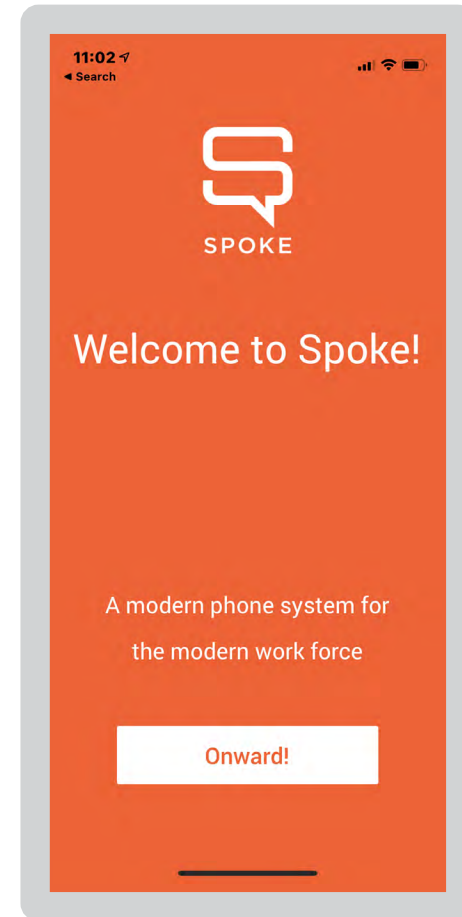 11:02
Search
SPOKE
Welcome to Spoke!
A modern phone system for
the modern work force
Onward!